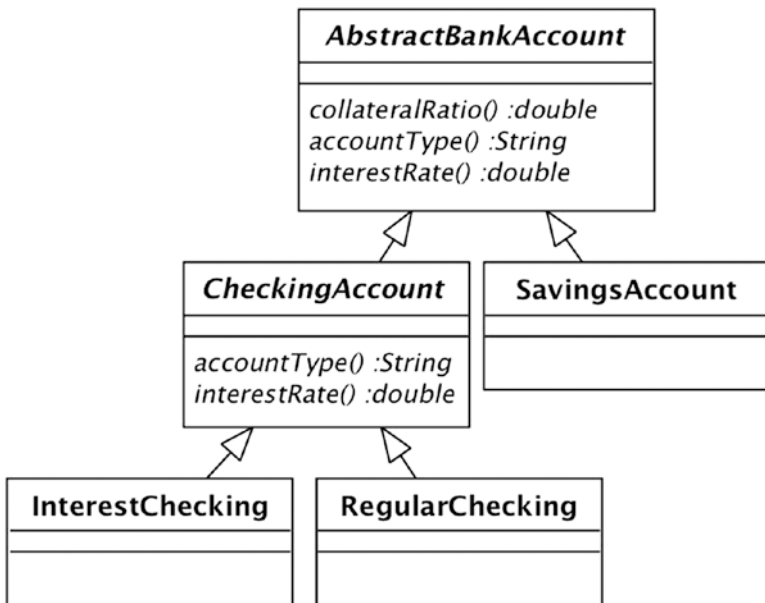 AbstractBankAccount
collateralRatio() :double
accountType() :String
interestRate() :double
CheckingAccount
accountType() :String
interestRate() :double
SavingsAccount
InterestChecking
RegularChecking